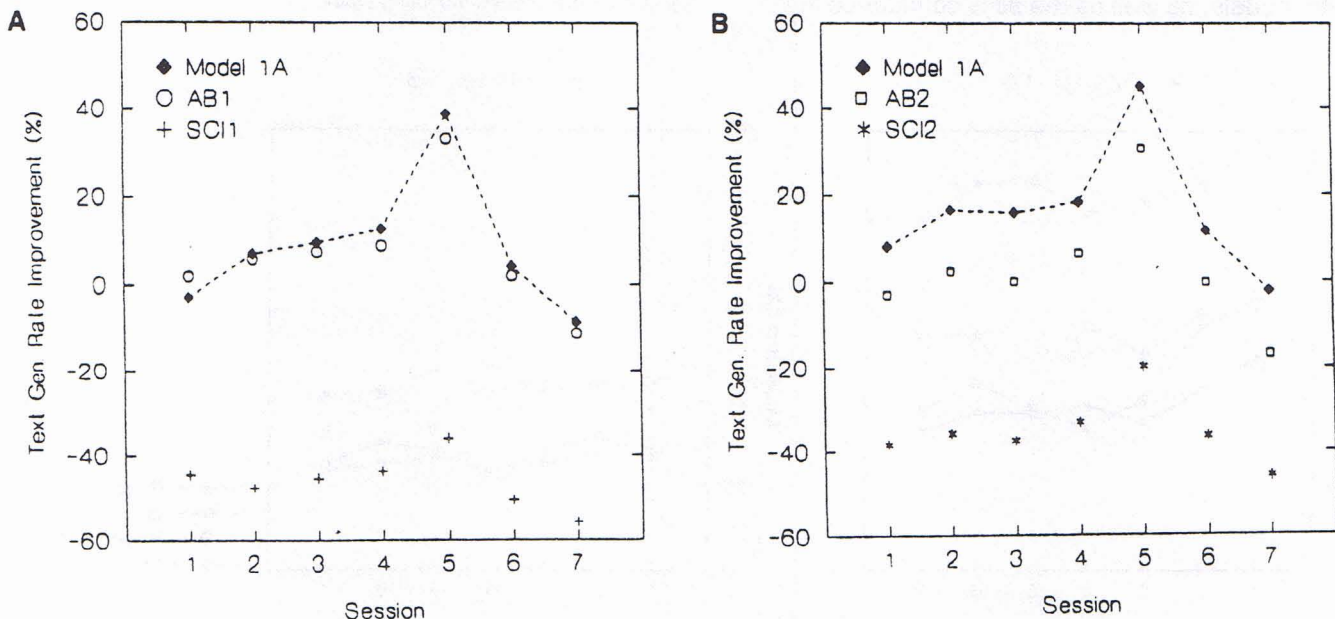 A
60
40
20
0
-20
-40
-60
Text Gen Rate Improvement (%)
Model 1A
AB1
SCI1
1 2 3 4 5 6 7
Session
B
60
40
20
0
-20
-40
-60
Text Gen. Rate Improvement (%)
Model 1A
AB2
SCI2
1 2 3 4 5 6 7
Session